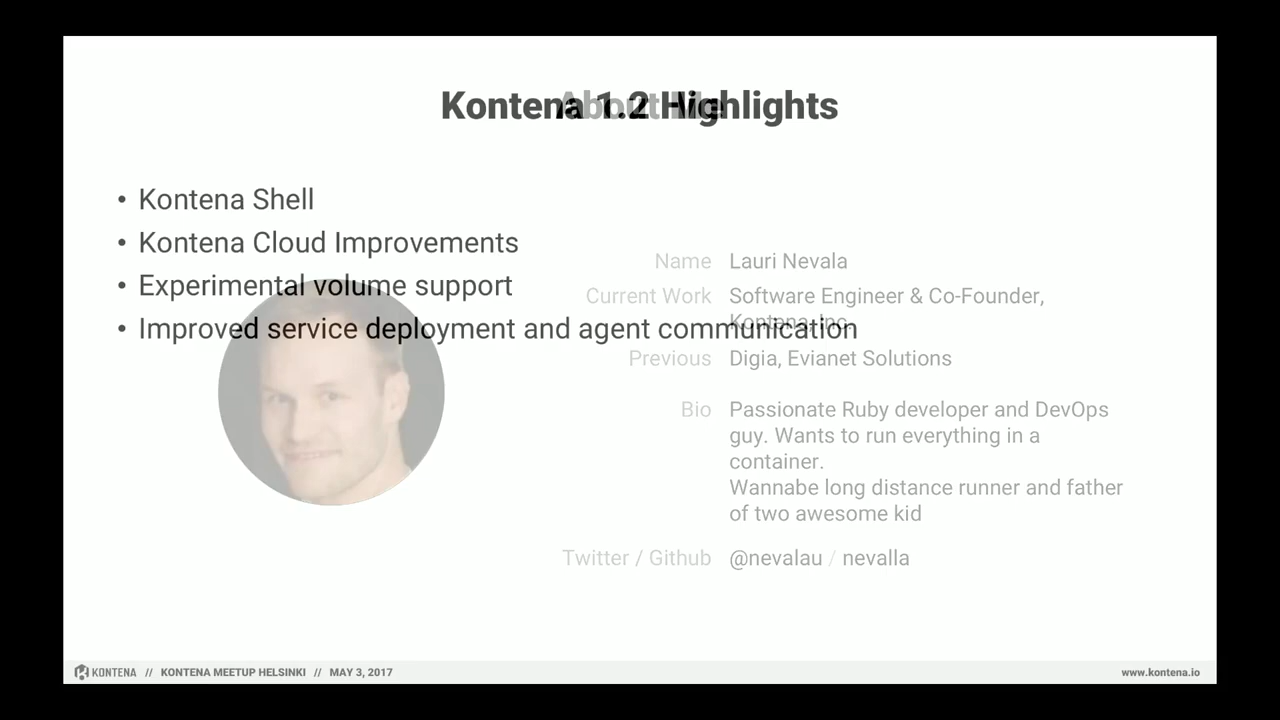 Kontena 1.2 Highlights
About Me
• Kontena Shell
• Kontena Cloud Improvements
• Experimental volume support
• Improved service deployment and agent communication
Name Lauri Nevala
Current Work Software Engineer & Co-Founder,
Kontena, Inc.
Previous Digia, Evianet Solutions
Bio Passionate Ruby developer and DevOps
guy. Wants to run everything in a
container.
Wannabe long distance runner and father
of two awesome kid
Twitter / Github @nevalau / nevalla
KONTENA // KONTENA MEETUP HELSINKI // MAY 3, 2017
www.kontena.io